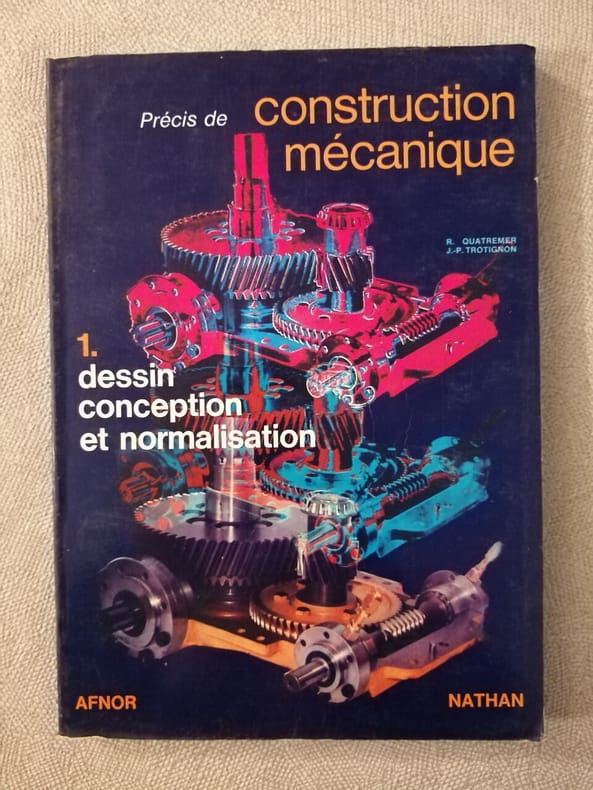 Précis de construction
mécanique
R. QUATREMER
J.-P. TROTIGNON
1.
dessin
conception
et normalisation
AFNOR NATHAN